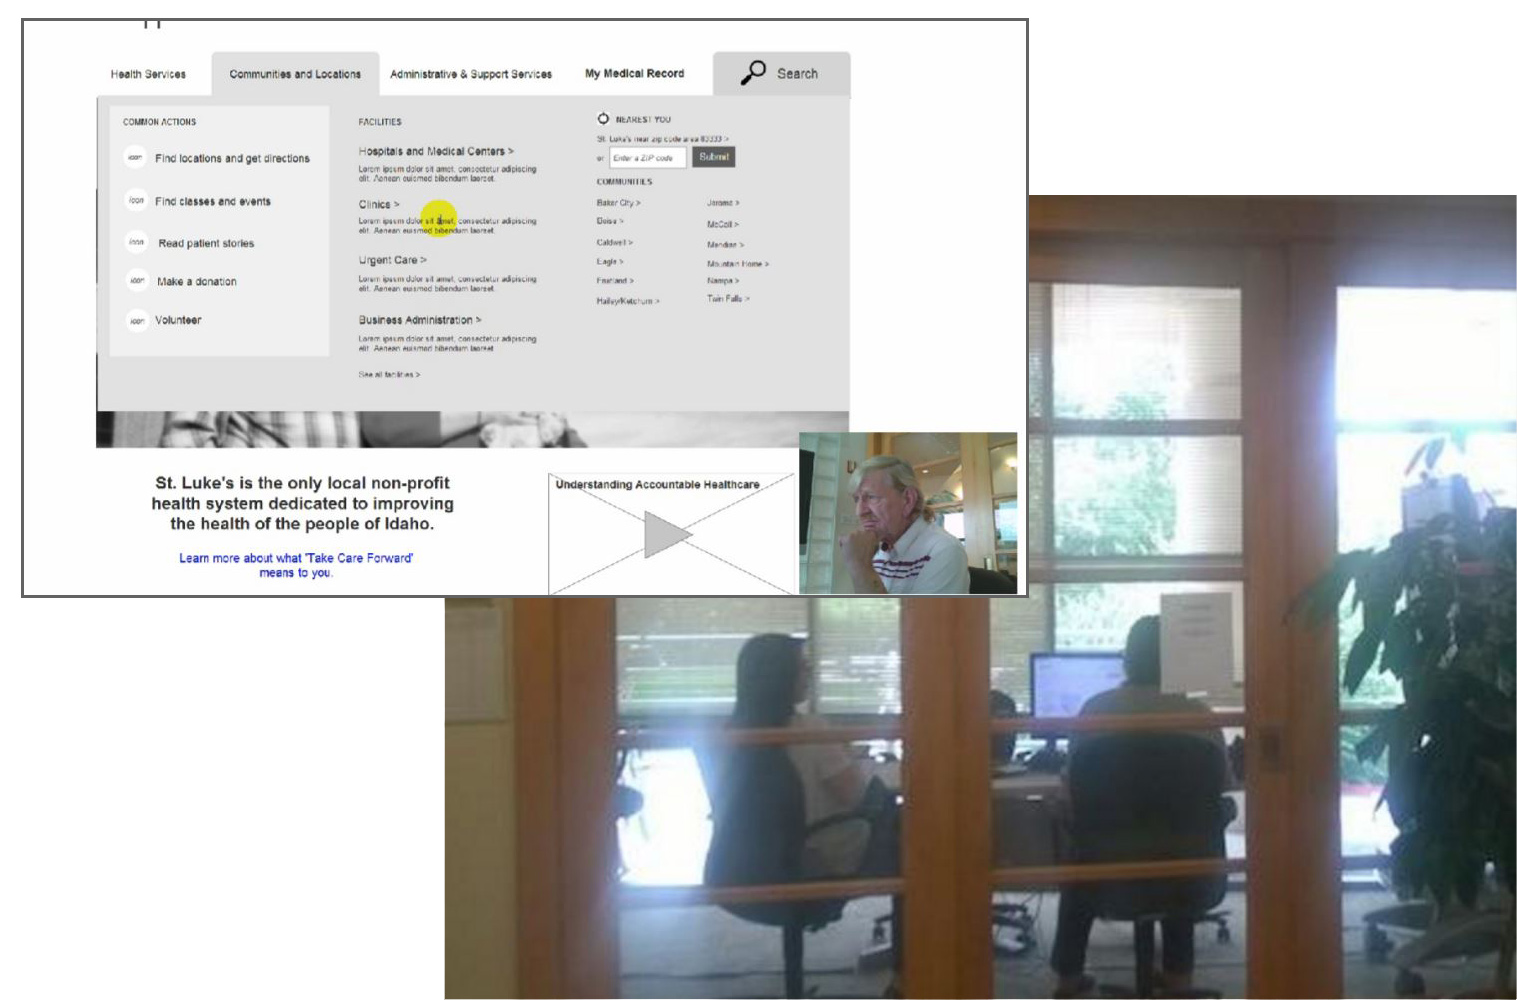 Health Services
Communities and Locations
Administrative & Support Services
My Medical Record
Search
COMMON ACTIONS
icon Find locations and get directions
icon Find classes and events
icon Read patient stories
icon Make a donation
icon Volunteer
FACILITIES
Hospitals and Medical Centers >
Lorem ipsum dolor sit amet, consectetur adipiscing
elit. Aenean euismod bibendum laoreet.
Clinics >
Lorem ipsum dolor sit amet, consectetur adipiscing
elit. Aenean euismod bibendum laoreet.
Urgent Care >
Lorem ipsum dolor sit amet, consectetur adipiscing
elit. Aenean euismod bibendum laoreet.
Business Administration >
Lorem ipsum dolor sit amet, consectetur adipiscing
elit. Aenean euismod bibendum laoreet.
See all facilities >
NEAREST YOU
St. Luke's near zip code area 83333 >
or Enter a ZIP code Submit
COMMUNITIES
Baker City >
Boise >
Caldwell >
Eagle >
Fruitland >
Hailey/Ketchum >
Jerome >
McCall >
Meridian >
Mountain Home >
Nampa >
Twin Falls >
St. Luke's is the only local non-profit
health system dedicated to improving
the health of the people of Idaho.
Learn more about what 'Take Care Forward'
means to you.
Understanding Accountable Healthcare